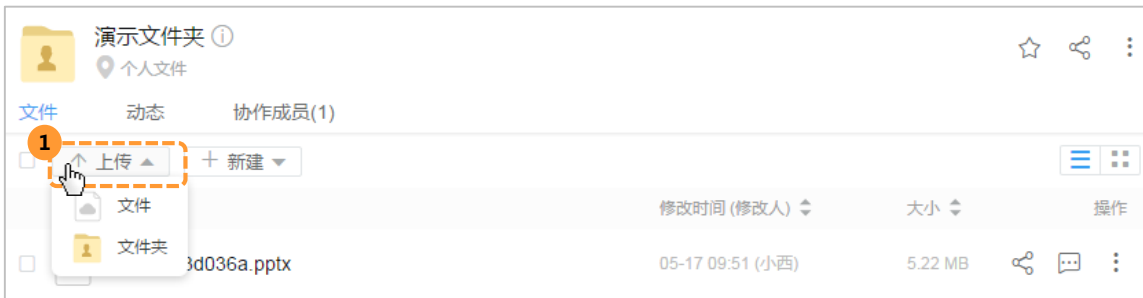 演示文件夹
个人文件
文件 动态 协作成员(1)
1
上传 新建
文件
修改时间 (修改人) 大小 操作
文件夹
3d036a.pptx 05-17 09:51 (小西) 5.22 MB